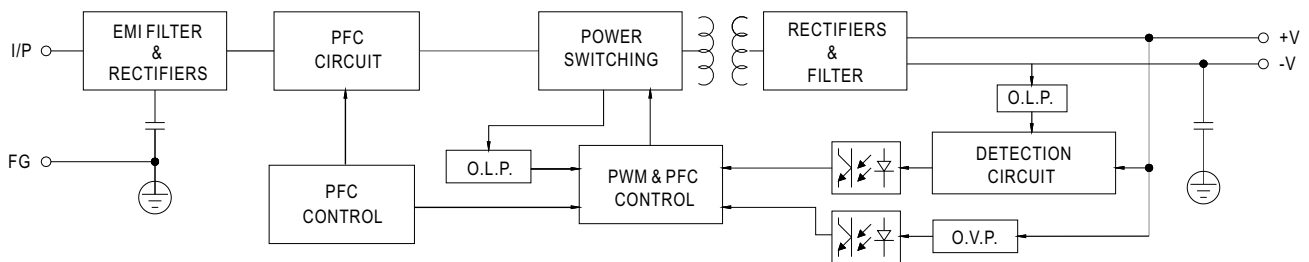 I/P
EMI FILTER
&
RECTIFIERS
PFC
CIRCUIT
POWER
SWITCHING
RECTIFIERS
&
FILTER
+V
-V
O.L.P.
FG
O.L.P.
PFC
CONTROL
PWM & PFC
CONTROL
DETECTION
CIRCUIT
O.V.P.